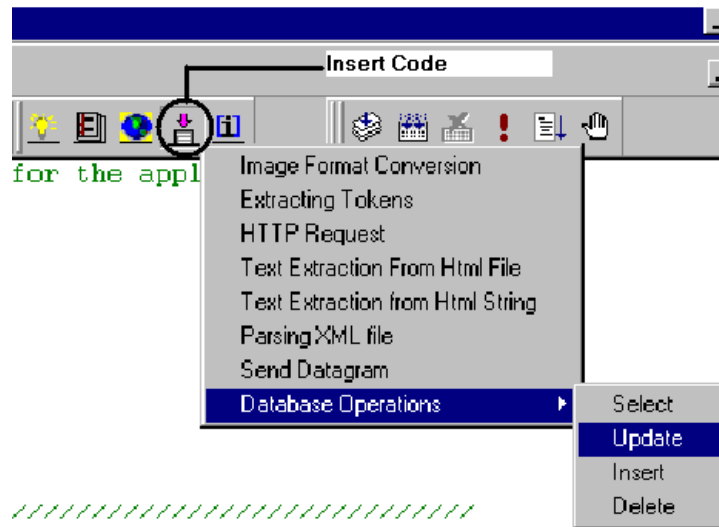 Insert Code
for the appl
Image Format Conversion
Extracting Tokens
HTTP Request
Text Extraction From Html File
Text Extraction from Html String
Parsing XML file
Send Datagram
Database Operations
Select
Update
Insert
Delete
//////////////////////////////